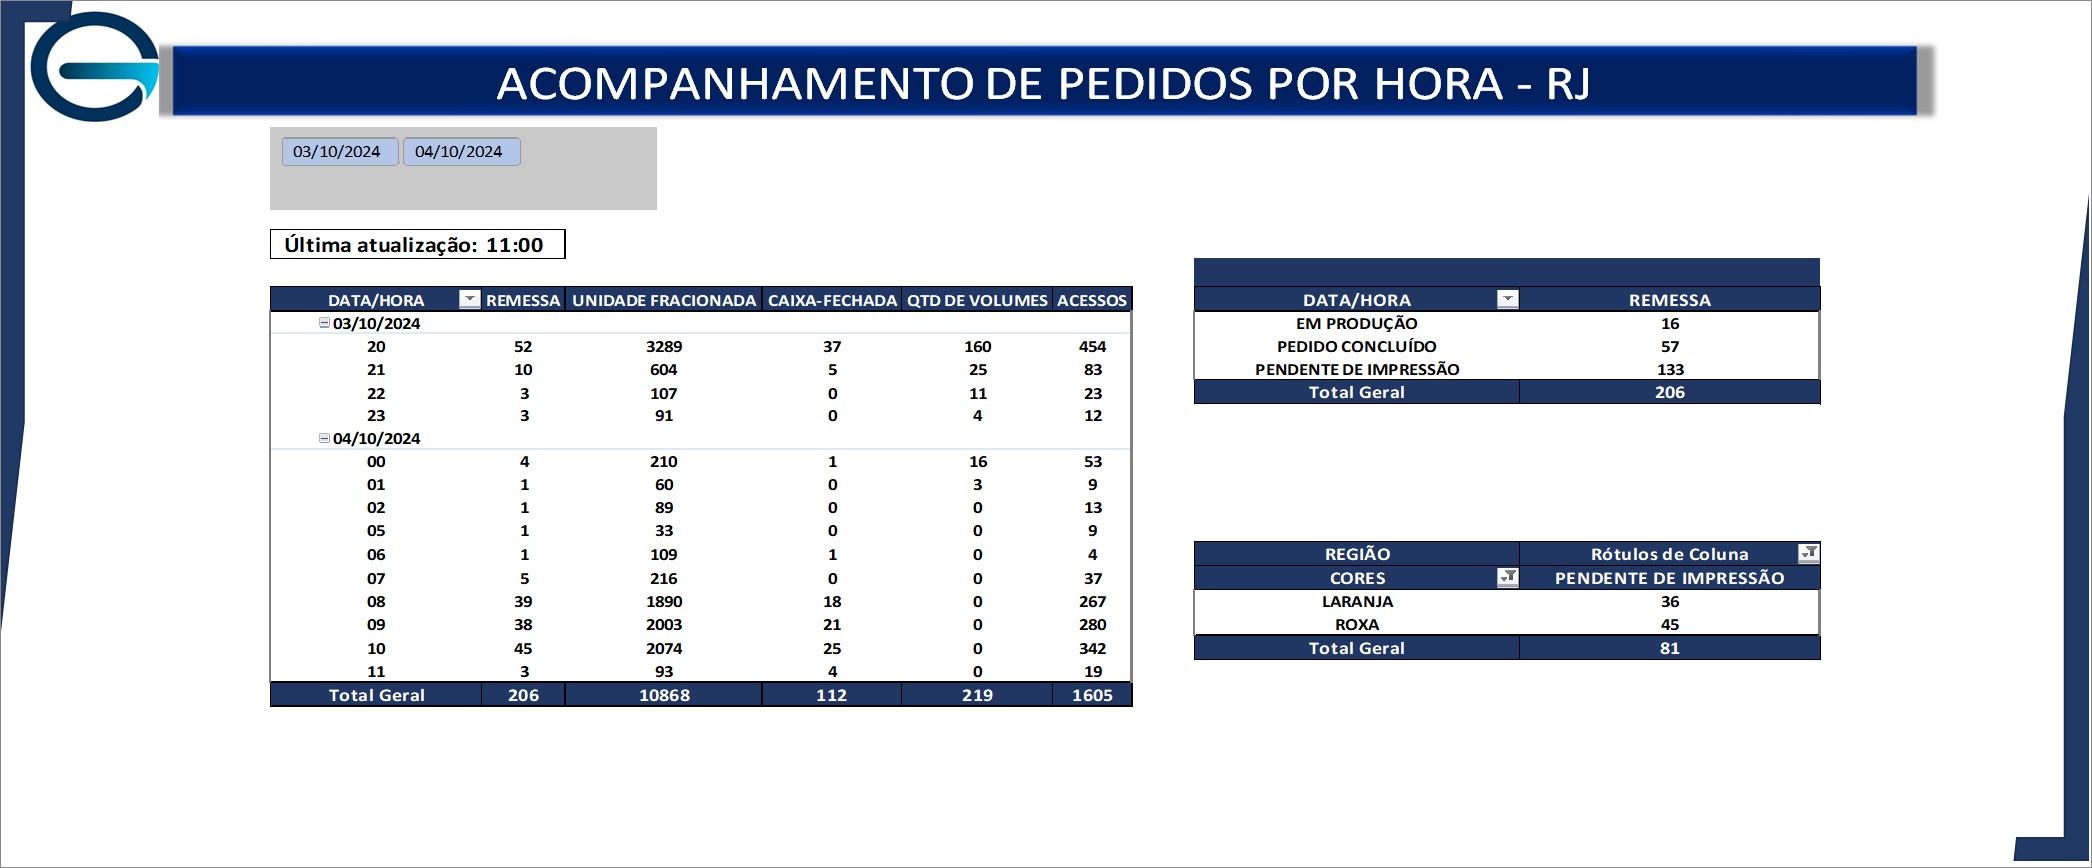 ACOMPANHAMENTO DE PEDIDOS POR HORA - RJ
03/10/2024 04/10/2024
Última atualização: 11:00
DATA/HORA REMESSA UNIDADE FRACIONADA CAIXA-FECHADA QTD DE VOLUMES ACESSOS
03/10/2024
20 52 3289 37 160 454
21 10 604 5 25 83
22 3 107 0 11 23
23 3 91 0 4 12
04/10/2024
00 4 210 1 16 53
01 1 60 0 3 9
02 1 89 0 0 13
05 1 33 0 0 9
06 1 109 1 0 4
07 5 216 0 0 37
08 39 1890 18 0 267
09 38 2003 21 0 280
10 45 2074 25 0 342
11 3 93 4 0 19
Total Geral 206 10868 112 219 1605
DATA/HORA REMESSA
EM PRODUÇÃO 16
PEDIDO CONCLUÍDO 57
PENDENTE DE IMPRESSÃO 133
Total Geral 206
REGIÃO Rótulos de Coluna
CORES PENDENTE DE IMPRESSÃO
LARANJA 36
ROXA 45
Total Geral 81